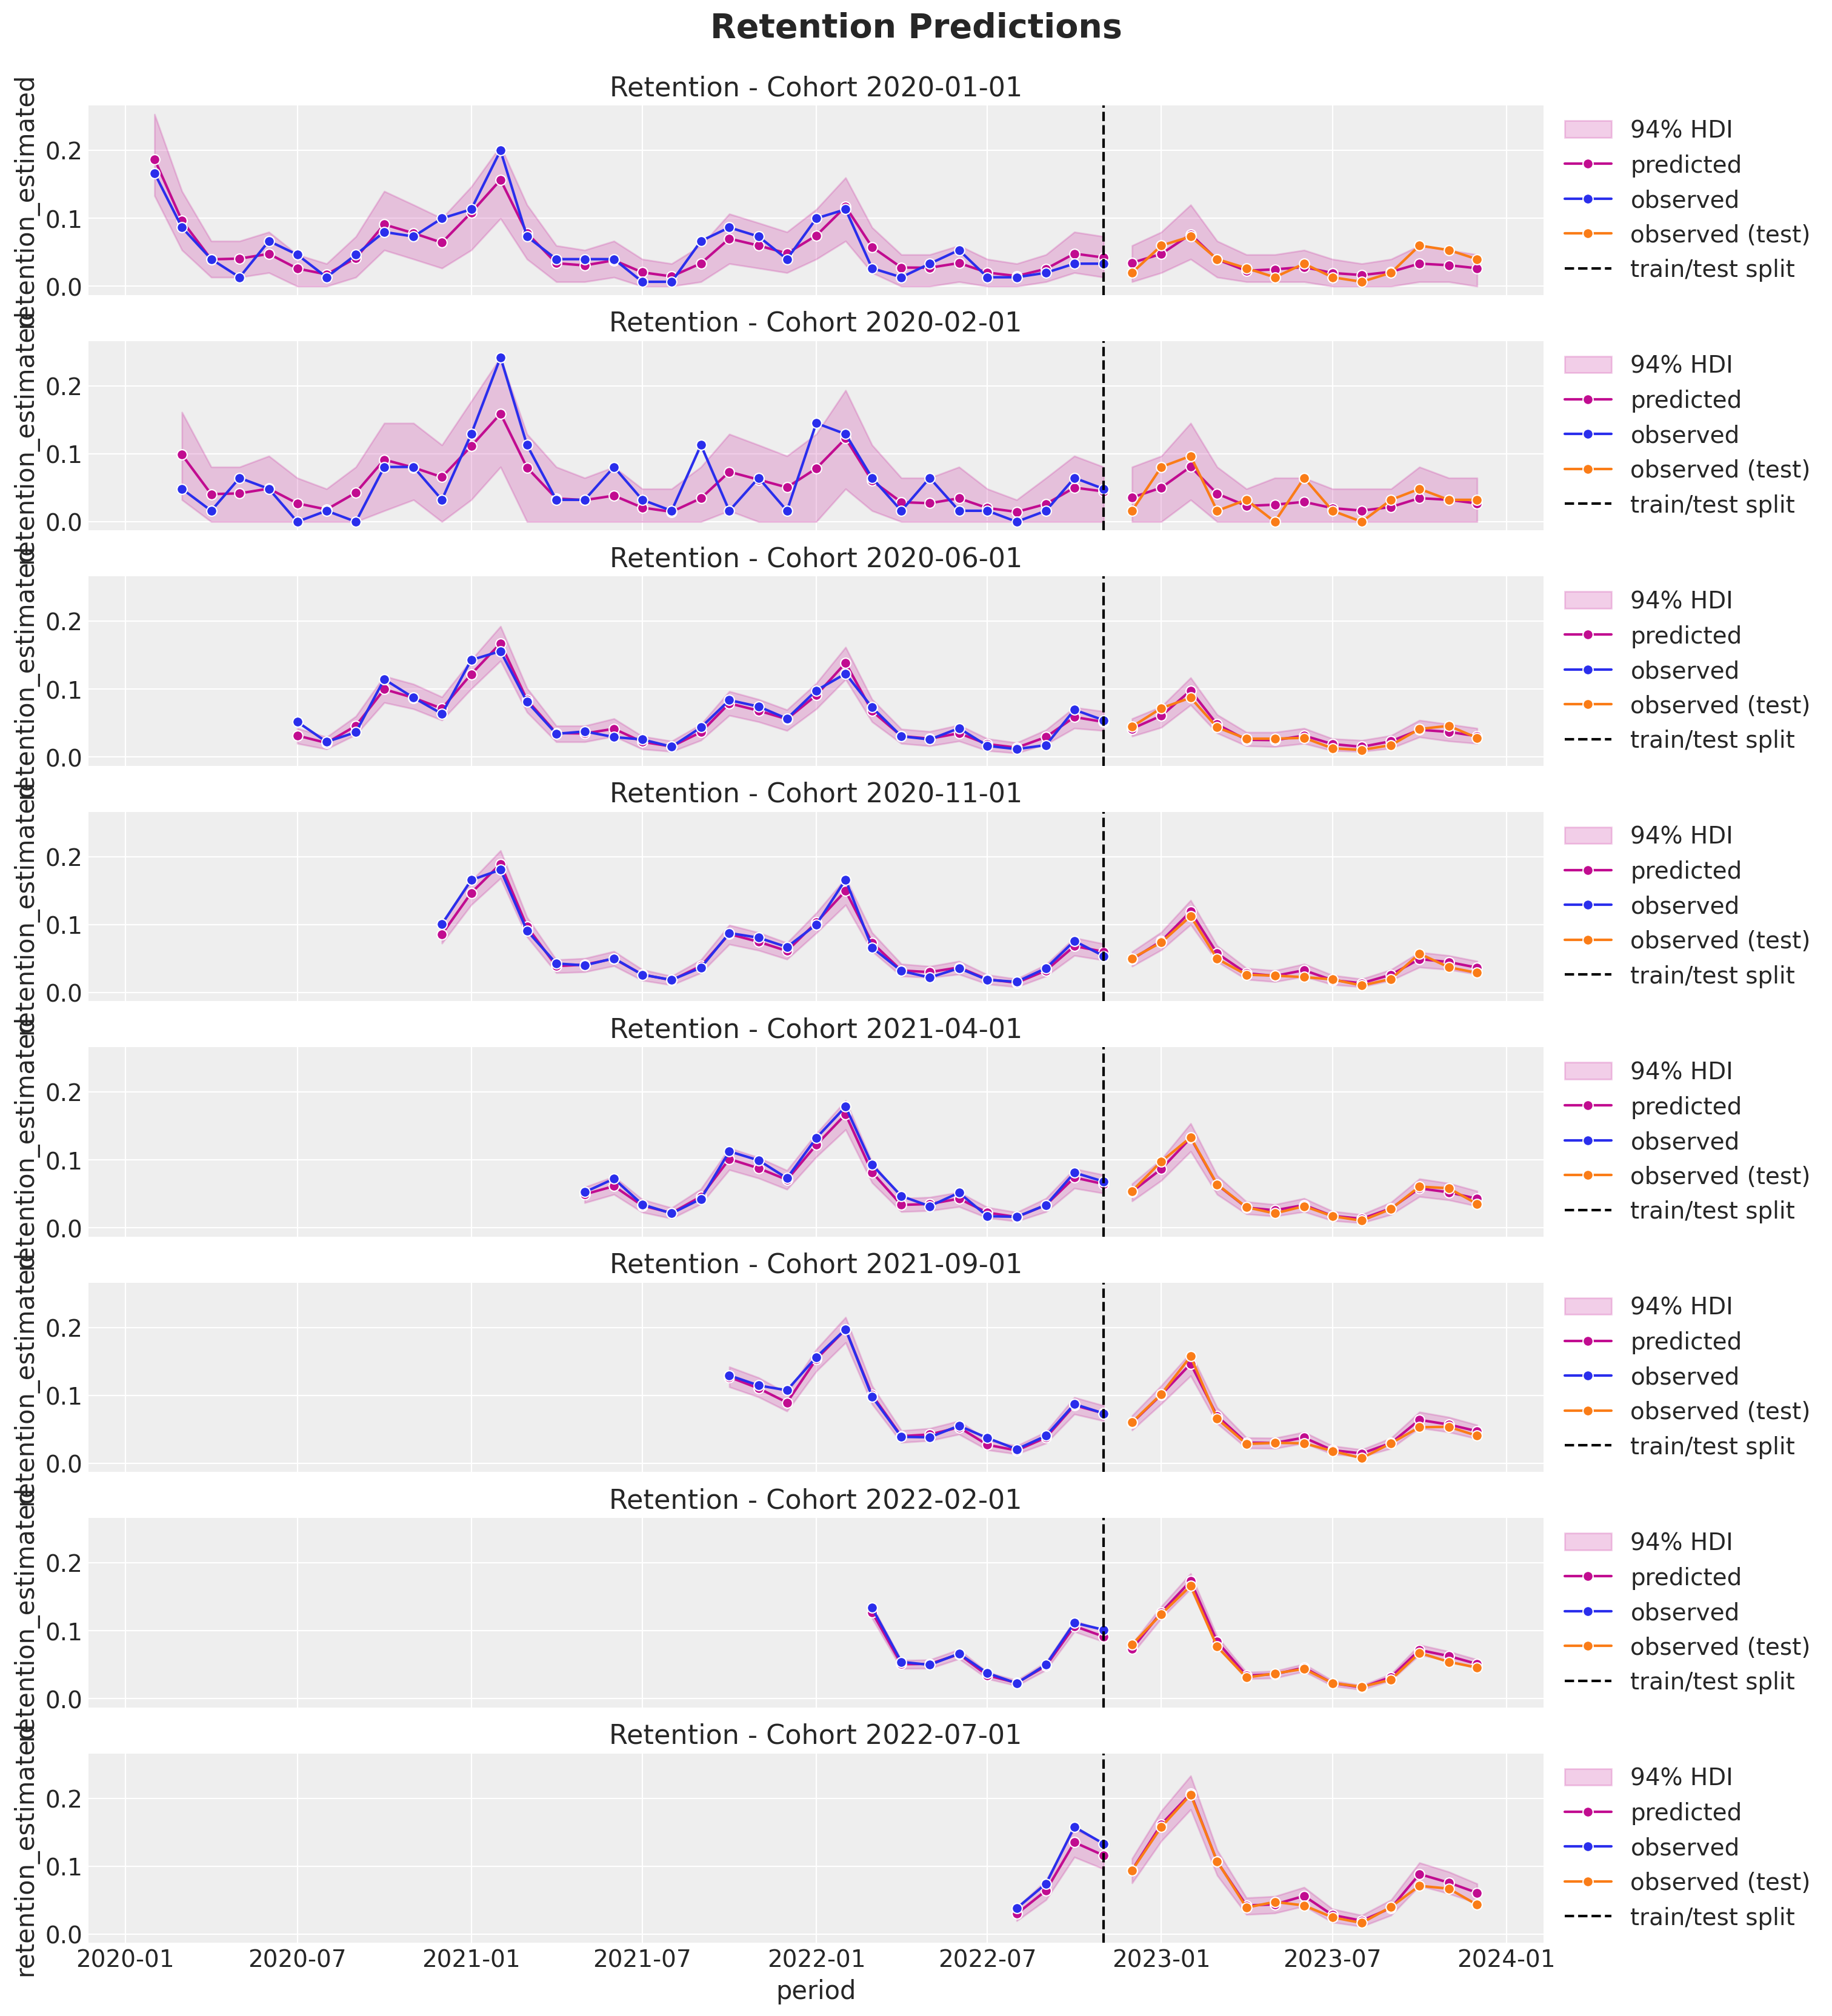 Retention Predictions
Retention - Cohort 2020-01-01
retention_estimated
0.2
0.1
0.0
94% HDI
predicted
observed
observed (test)
train/test split
Retention - Cohort 2020-02-01
retention_estimated
0.2
0.1
0.0
94% HDI
predicted
observed
observed (test)
train/test split
Retention - Cohort 2020-06-01
retention_estimated
0.2
0.1
0.0
94% HDI
predicted
observed
observed (test)
train/test split
Retention - Cohort 2020-11-01
retention_estimated
0.2
0.1
0.0
94% HDI
predicted
observed
observed (test)
train/test split
Retention - Cohort 2021-04-01
retention_estimated
0.2
0.1
0.0
94% HDI
predicted
observed
observed (test)
train/test split
Retention - Cohort 2021-09-01
retention_estimated
0.2
0.1
0.0
94% HDI
predicted
observed
observed (test)
train/test split
Retention - Cohort 2022-02-01
retention_estimated
0.2
0.1
0.0
94% HDI
predicted
observed
observed (test)
train/test split
Retention - Cohort 2022-07-01
retention_estimated
0.2
0.1
0.0
94% HDI
predicted
observed
observed (test)
train/test split
2020-01 2020-07 2021-01 2021-07 2022-01 2022-07 2023-01 2023-07 2024-01
period